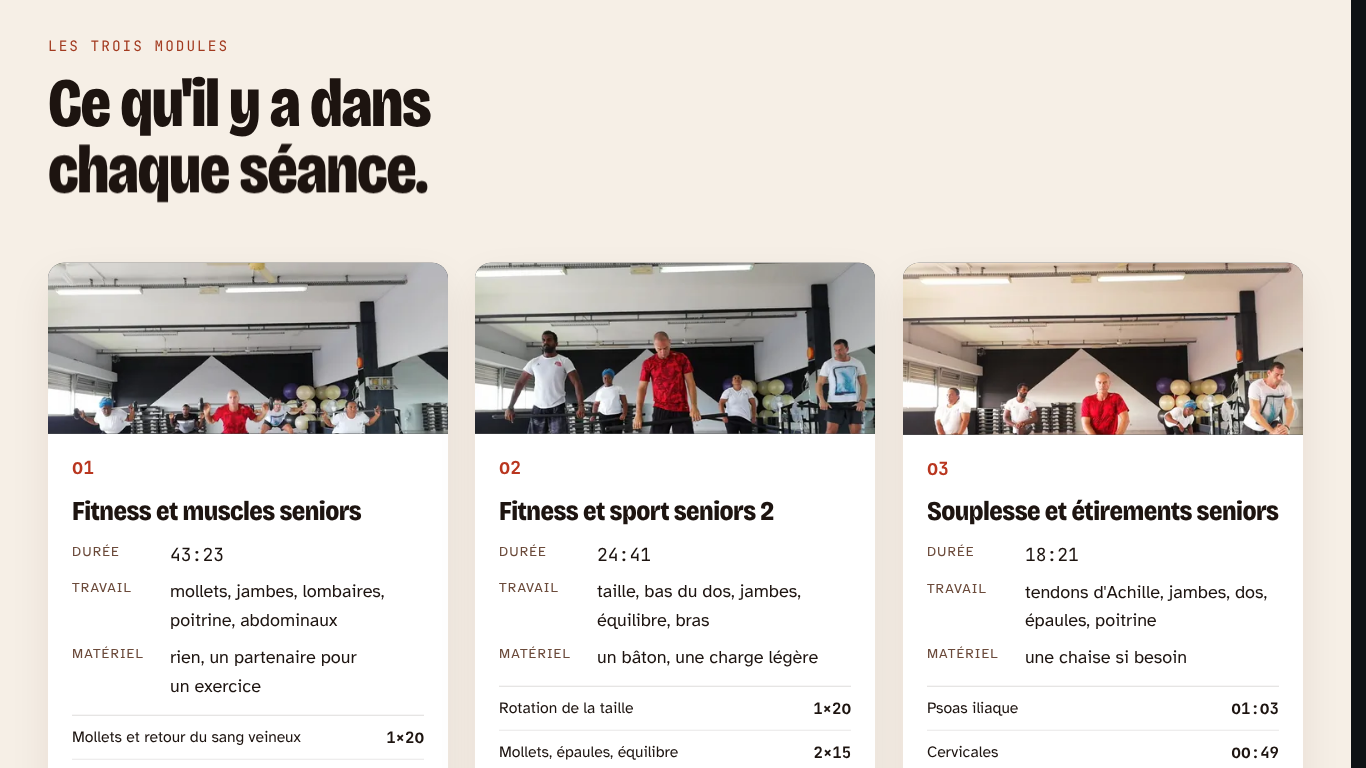 LES TROIS MODULES
Ce qu'il y a dans
chaque séance.
01
Fitness et muscles seniors
DURÉE 43:23
TRAVAIL mollets, jambes, lombaires,
poitrine, abdominaux
MATÉRIEL rien, un partenaire pour
un exercice
Mollets et retour du sang veineux 1×20
02
Fitness et sport seniors 2
DURÉE 24:41
TRAVAIL taille, bas du dos, jambes,
équilibre, bras
MATÉRIEL un bâton, une charge légère
Rotation de la taille 1×20
Mollets, épaules, équilibre 2×15
03
Souplesse et étirements seniors
DURÉE 18:21
TRAVAIL tendons d'Achille, jambes, dos,
épaules, poitrine
MATÉRIEL une chaise si besoin
Psoas iliaque 01:03
Cervicales 00:49